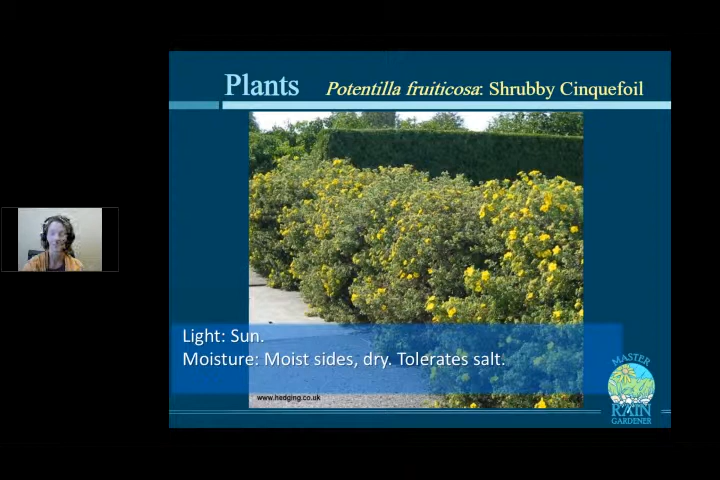 Plants Potentilla fruiticosa: Shrubby Cinquefoil
Light: Sun.
Moisture: Moist sides, dry. Tolerates salt.
www.hedging.co.uk
MASTER
RAIN
GARDENER